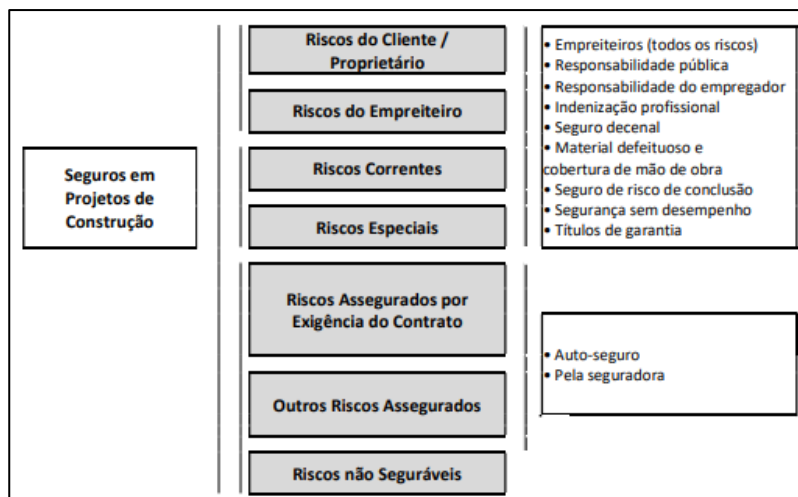 Seguros em
Projetos de
Construção
Riscos do Cliente /
Proprietário
Riscos do Empreiteiro
Riscos Correntes
Riscos Especiais
Riscos Assegurados por
Exigência do Contrato
Outros Riscos Assegurados
Riscos não Seguráveis
• Empreiteiros (todos os riscos)
• Responsabilidade pública
• Responsabilidade do empregador
• Indenização profissional
• Seguro decenal
• Material defeituoso e
cobertura de mão de obra
• Seguro de risco de conclusão
• Segurança sem desempenho
• Títulos de garantia
• Auto-seguro
• Pela seguradora